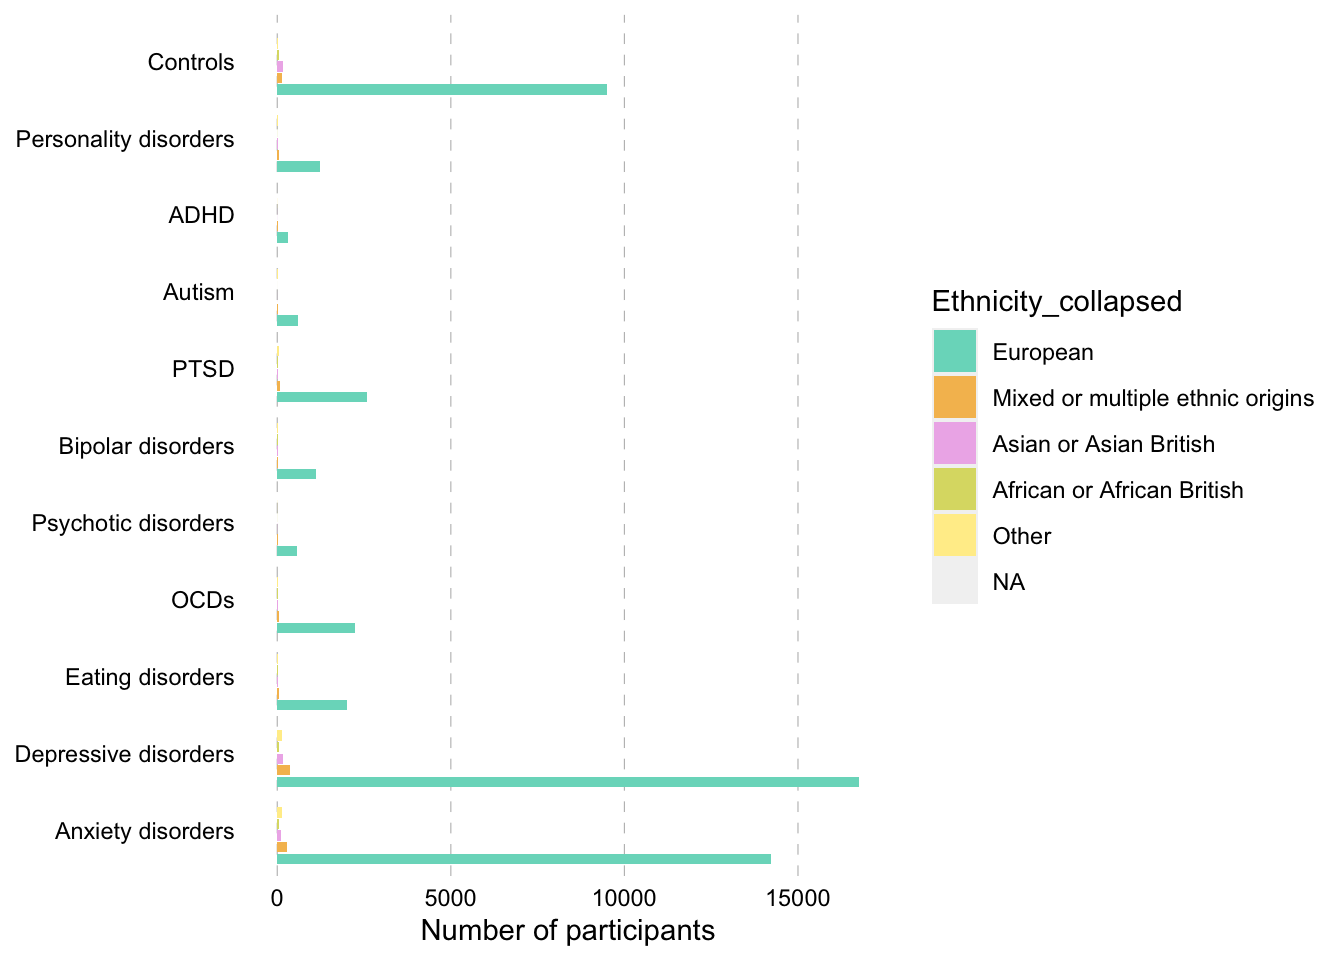 Controls
Personality disorders
ADHD
Autism
PTSD
Bipolar disorders
Psychotic disorders
OCDs
Eating disorders
Depressive disorders
Anxiety disorders
0 5000 10000 15000
Number of participants
Ethnicity_collapsed
European
Mixed or multiple ethnic origins
Asian or Asian British
African or African British
Other
NA